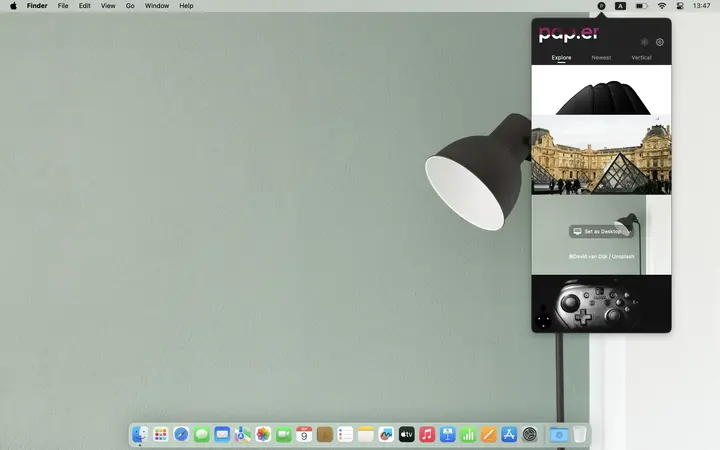 Finder File Edit View Go Window Help
P A 13:47
pap.er
Explore Newest Vertical
Set as Desktop
@David van Dijk / Unsplash
9
tv